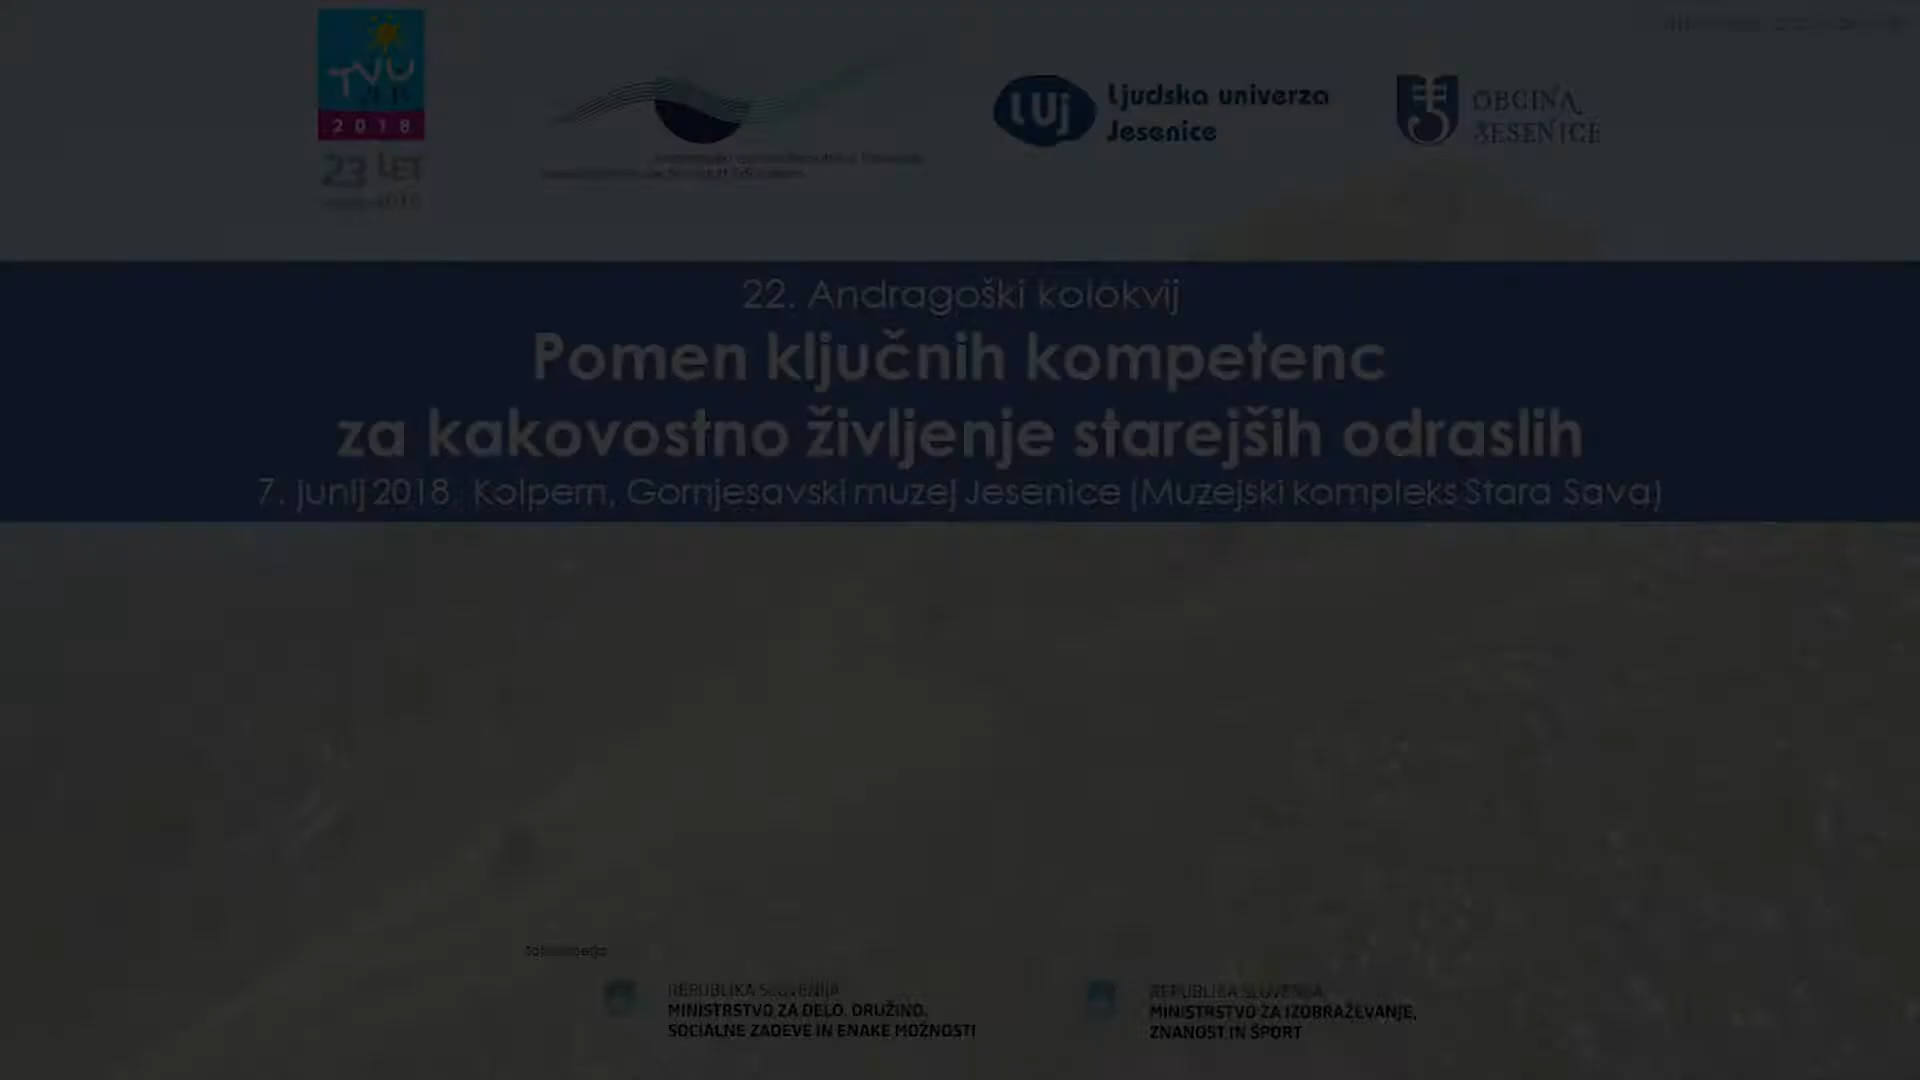 TVU
2018
23 LET
LUj
Ljudska univerza
Jesenice
OBČINA
JESENICE
22. Andragoški kolokvij
Pomen ključnih kompetenc
za kakovostno življenje starejših odraslih
7. junij 2018, Kolpern, Gornjesavski muzej Jesenice (Muzejski kompleks Stara Sava)
REPUBLIKA SLOVENIJA
MINISTRSTVO ZA DELO, DRUŽINO,
SOCIALNE ZADEVE IN ENAKE MOŽNOSTI
REPUBLIKA SLOVENIJA
MINISTRSTVO ZA IZOBRAŽEVANJE,
ZNANOST IN ŠPORT